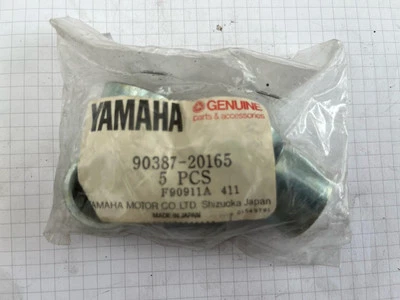 YAMAHA GENUINE
parts & accessories
90387-20165
5 PCS
F90911A 411
YAMAHA MOTOR CO.LTD. Shizuoka Japan
MADE IN JAPAN